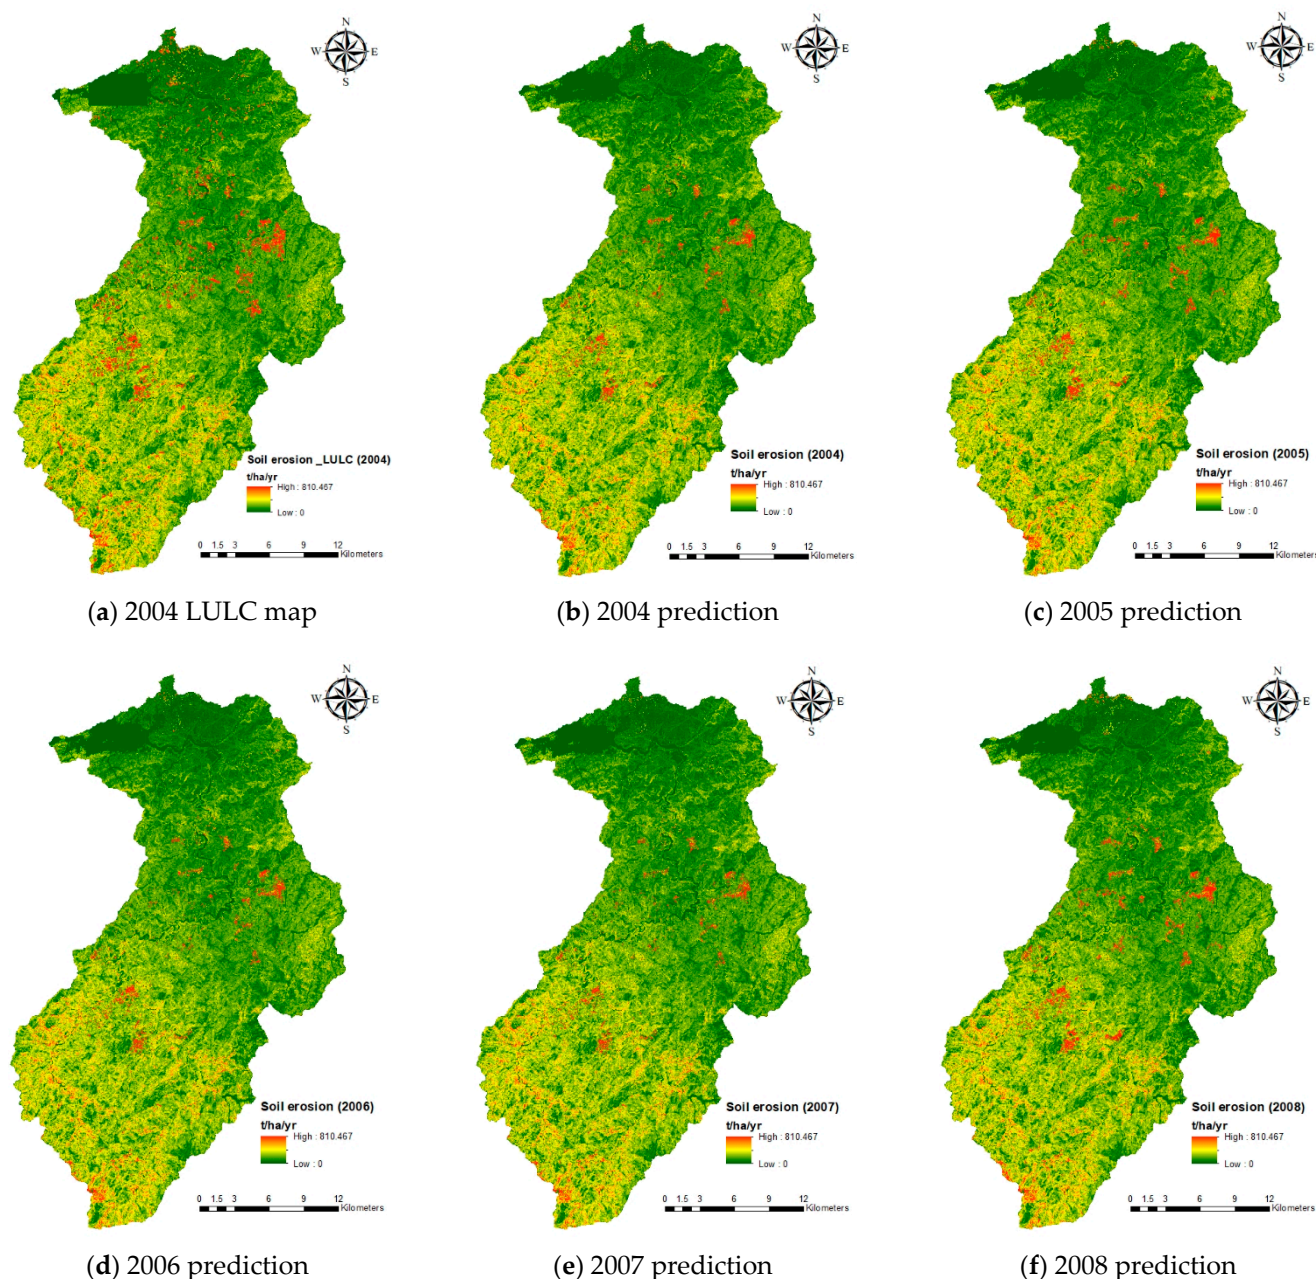 N
W E
S
Soil erosion _LULC (2004)
t/ha/yr
High : 810.467
Low : 0
0 1.5 3 6 9 12
Kilometers
(a) 2004 LULC map
N
W E
S
Soil erosion (2004)
t/ha/yr
High : 810.467
Low : 0
0 1.5 3 6 9 12
Kilometers
(b) 2004 prediction
N
W E
S
Soil erosion (2005)
t/ha/yr
High : 810.467
Low : 0
0 1.5 3 6 9 12
Kilometers
(c) 2005 prediction
N
W E
S
Soil erosion (2006)
t/ha/yr
High : 810.467
Low : 0
0 1.5 3 6 9 12
Kilometers
(d) 2006 prediction
N
W E
S
Soil erosion (2007)
t/ha/yr
High : 810.467
Low : 0
0 1.5 3 6 9 12
Kilometers
(e) 2007 prediction
N
W E
S
Soil erosion (2008)
t/ha/yr
High : 810.467
Low : 0
0 1.5 3 6 9 12
Kilometers
(f) 2008 prediction